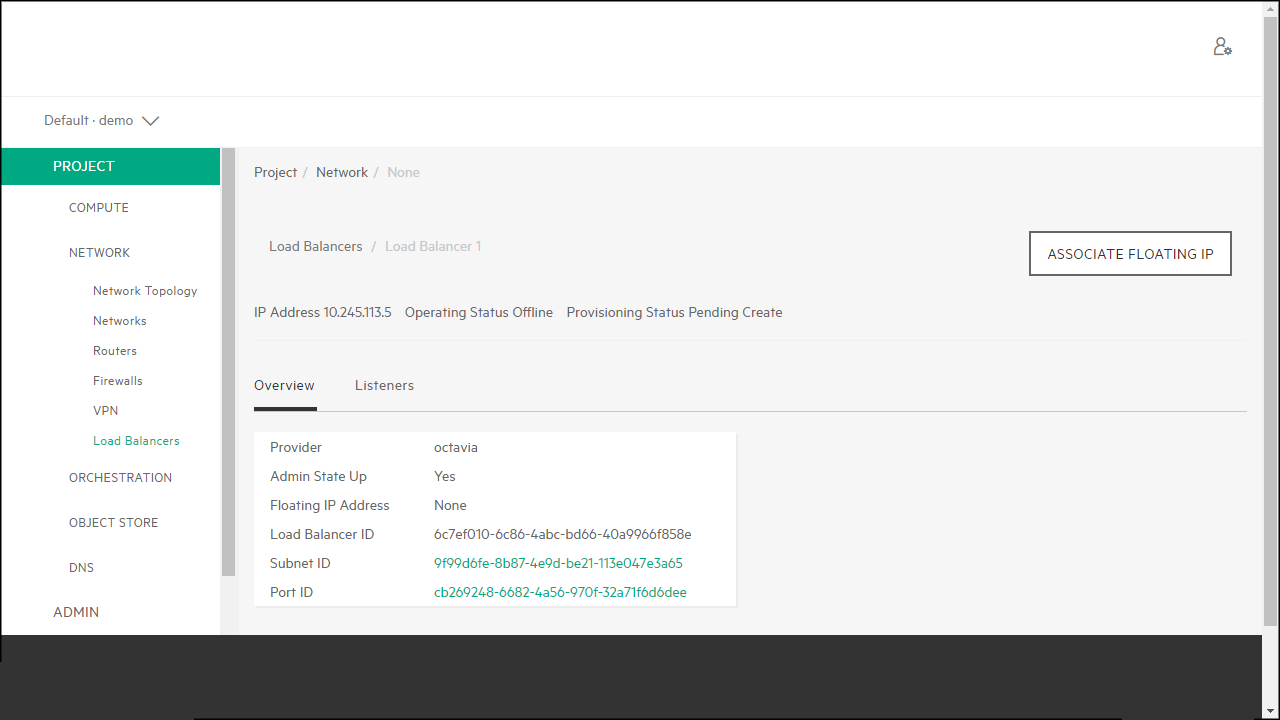 Default · demo
PROJECT
COMPUTE
NETWORK
Network Topology
Networks
Routers
Firewalls
VPN
Load Balancers
ORCHESTRATION
OBJECT STORE
DNS
ADMIN
Project / Network / None
Load Balancers / Load Balancer 1
ASSOCIATE FLOATING IP
IP Address 10.245.113.5 Operating Status Offline Provisioning Status Pending Create
Overview Listeners
Provider octavia
Admin State Up Yes
Floating IP Address None
Load Balancer ID 6c7ef010-6c86-4abc-bd66-40a9966f858e
Subnet ID 9f99d6fe-8b87-4e9d-be21-113e047e3a65
Port ID cb269248-6682-4a56-970f-32a71f6d6dee